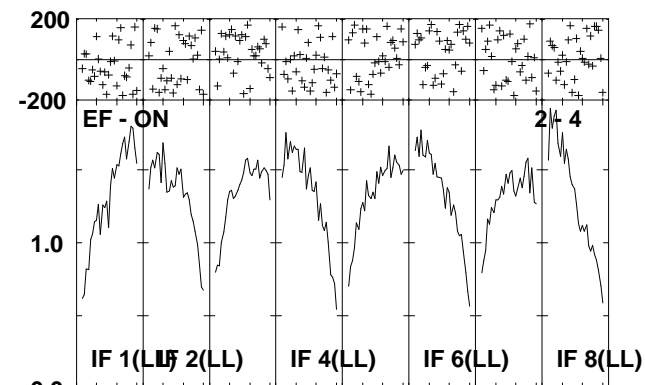 200
-200
EF - ON 2 - 4
1.0
IF 1(LL) IF 2(LL) IF 4(LL) IF 6(LL) IF 8(LL)